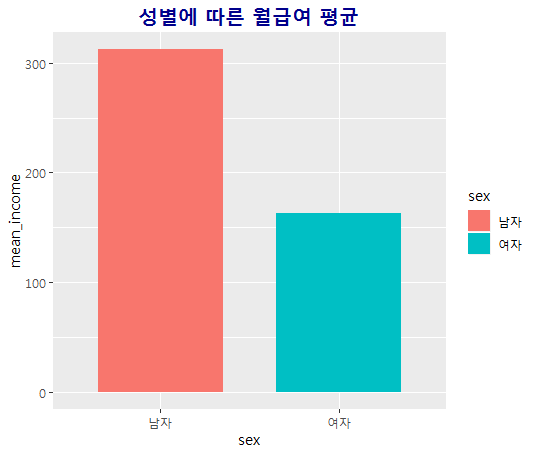 성별에 따른 월급여 평균
mean_income
300
200
100
0
남자
여자
sex
sex
남자
여자